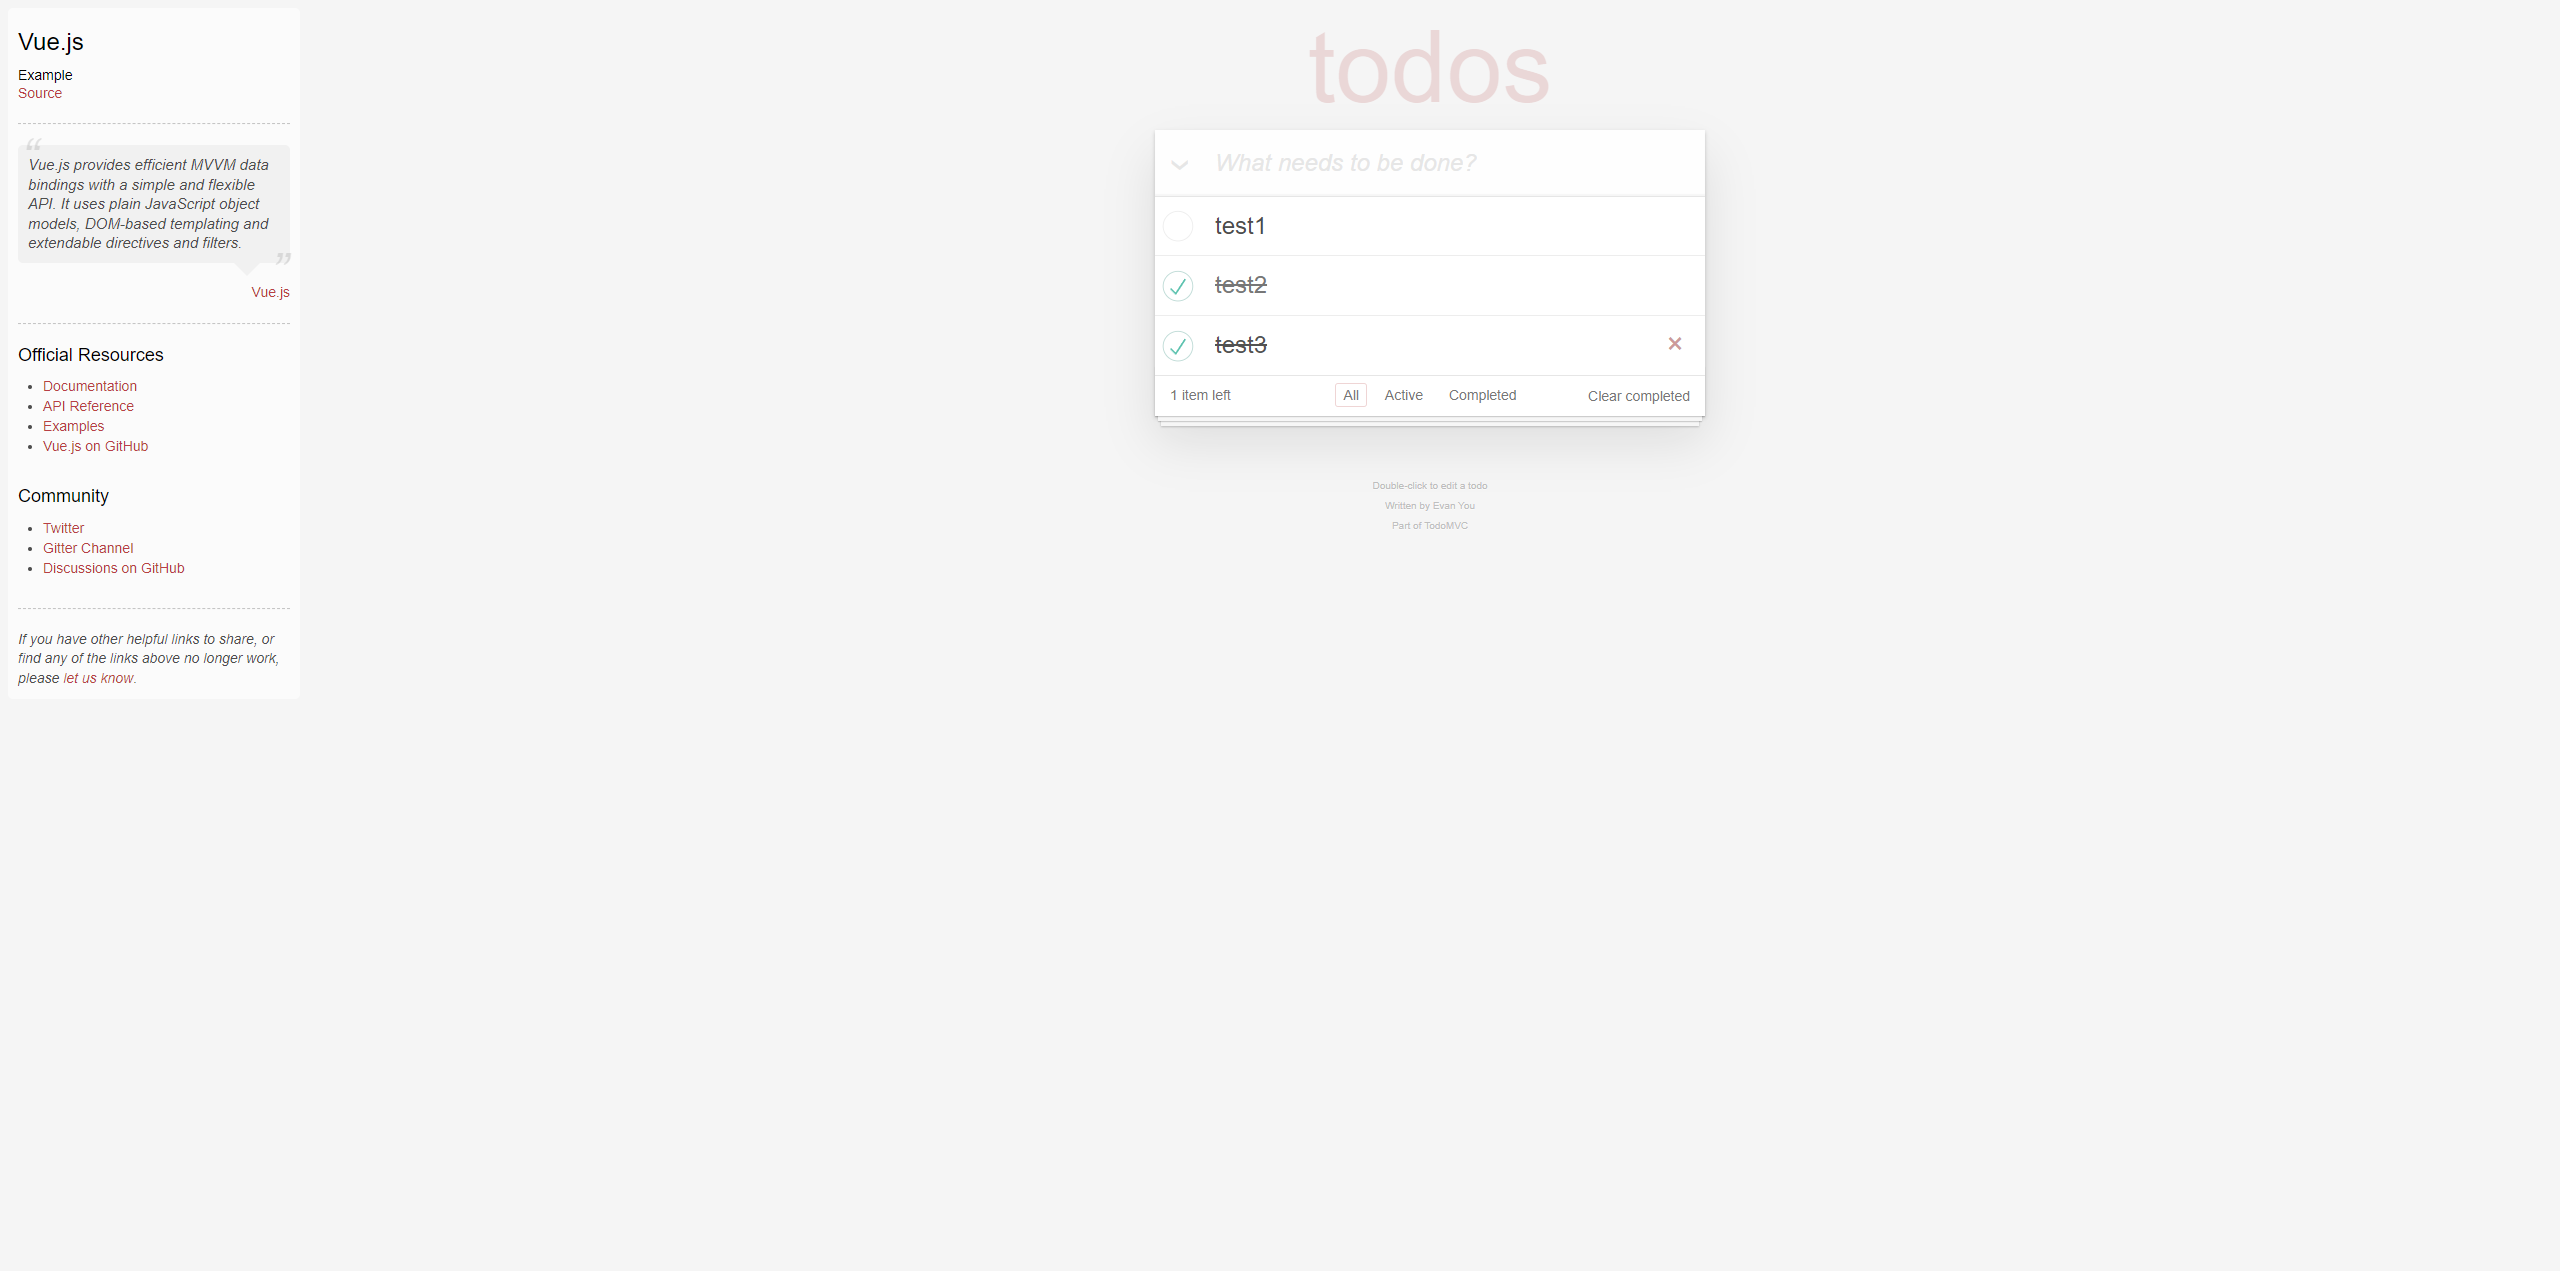 Vue.js
Example
Source
“
Vue.js provides efficient MVVM data
bindings with a simple and flexible
API. It uses plain JavaScript object
models, DOM-based templating and
extendable directives and filters.
”
Vue.js
Official Resources
• Documentation
• API Reference
• Examples
• Vue.js on GitHub
Community
• Twitter
• Gitter Channel
• Discussions on GitHub
If you have other helpful links to share, or
find any of the links above no longer work,
please let us know.
todos
What needs to be done?
test1
test2
test3 ×
1 item left All Active Completed Clear completed
Double-click to edit a todo
Written by Evan You
Part of TodoMVC